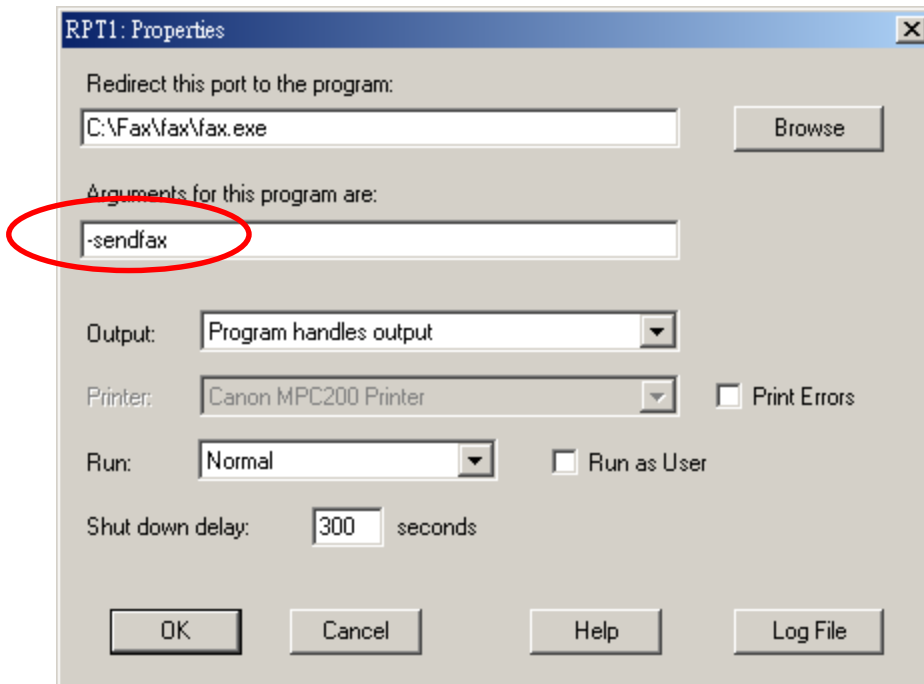 RPT1: Properties
Redirect this port to the program:
C:\Fax\fax\fax.exe
Browse
Arguments for this program are:
-sendfax
Output: Program handles output
Printer: Canon MPC200 Printer Print Errors
Run: Normal Run as User
Shut down delay: 300 seconds
OK Cancel Help Log File